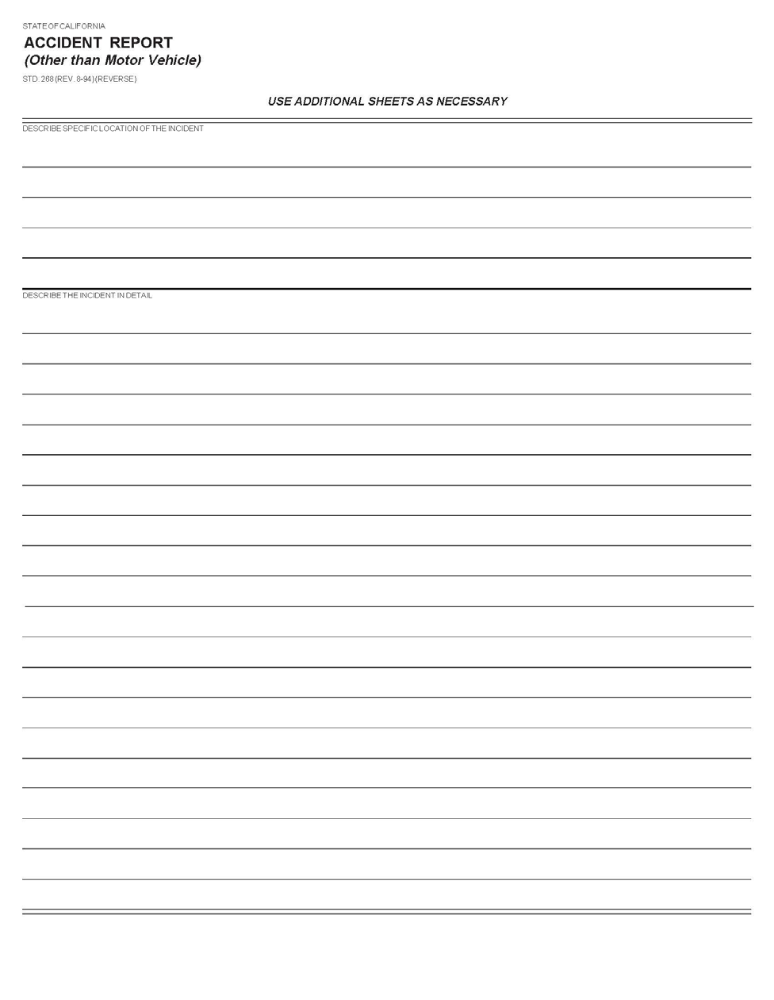 STATE OF CALIFORNIA
ACCIDENT REPORT
(Other than Motor Vehicle)
STD. 268 (REV. 8-94) (REVERSE)
USE ADDITIONAL SHEETS AS NECESSARY
DESCRIBE SPECIFIC LOCATION OF THE INCIDENT
DESCRIBE THE INCIDENT IN DETAIL